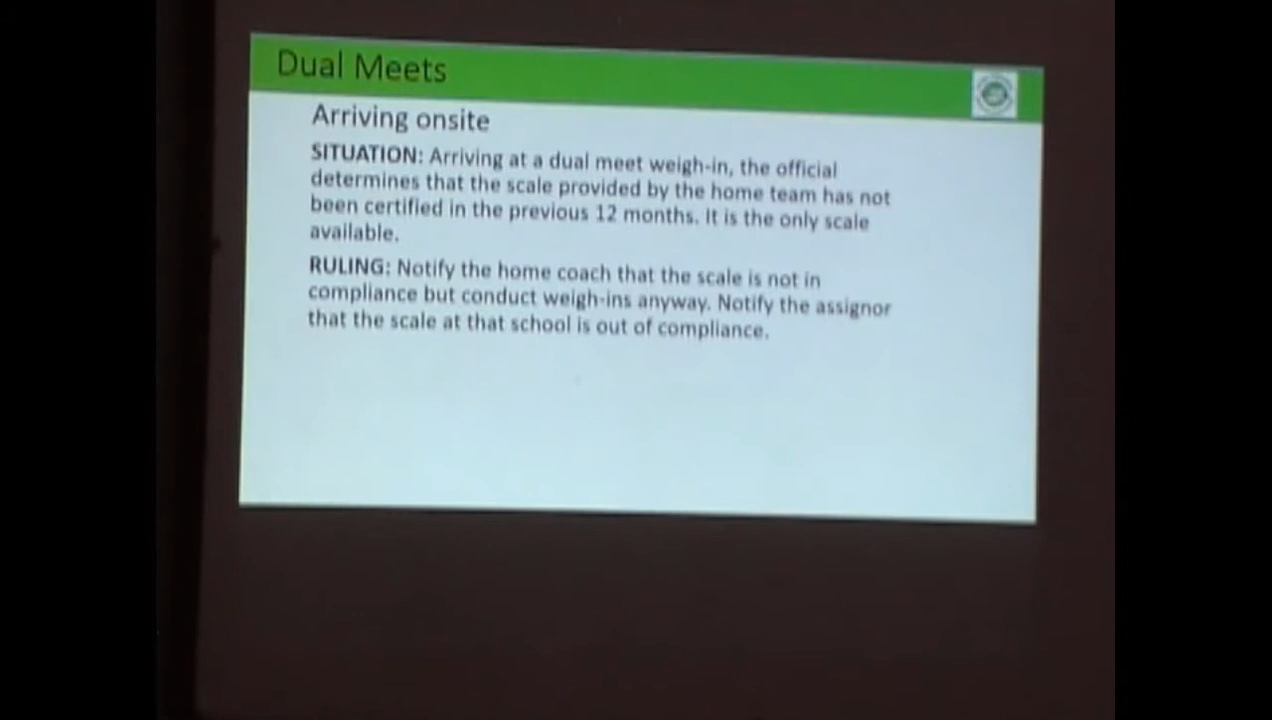 Dual Meets
Arriving onsite
SITUATION: Arriving at a dual meet weigh-in, the official
determines that the scale provided by the home team has not
been certified in the previous 12 months. It is the only scale
available.
RULING: Notify the home coach that the scale is not in
compliance but conduct weigh-ins anyway. Notify the assignor
that the scale at that school is out of compliance.